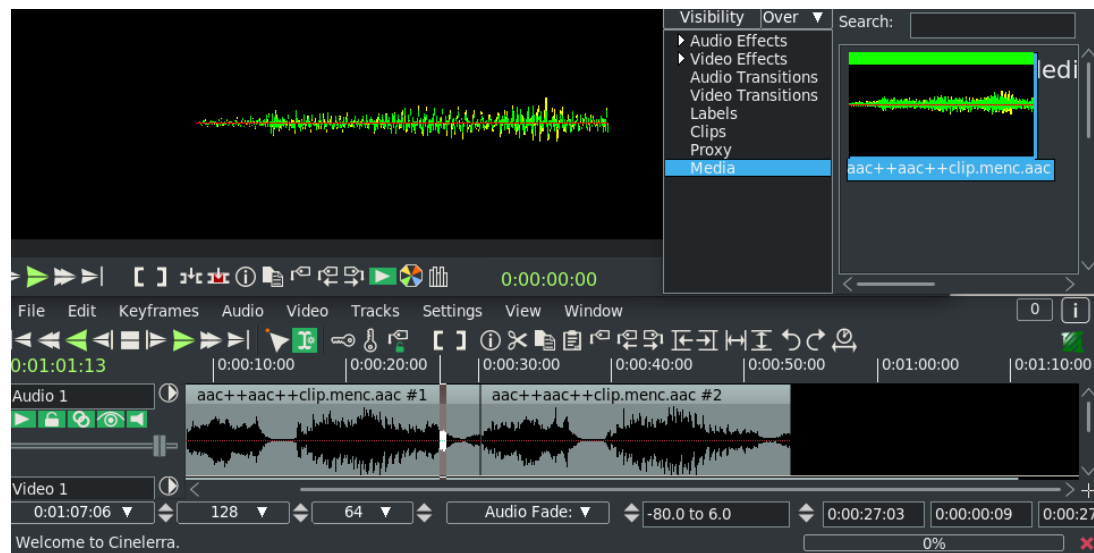 Visibility Over ▼ Search:
Audio Effects
Video Effects
Audio Transitions
Video Transitions
Labels
Clips
Proxy
Media
ledi
aac++aac++clip.menc.aac
0:00:00:00
File Edit Keyframes Audio Video Tracks Settings View Window 0 i
0:01:01:13 0:00:10:00 0:00:20:00 0:00:30:00 0:00:40:00 0:00:50:00 0:01:00:00 0:01:10:00
Audio 1 aac++aac++clip.menc.aac #1 aac++aac++clip.menc.aac #2
Video 1
0:01:07:06 ▼ 128 ▼ 64 ▼ Audio Fade: ▼ -80.0 to 6.0 0:00:27:03 0:00:00:09 0:00:27
Welcome to Cinelerra. 0%